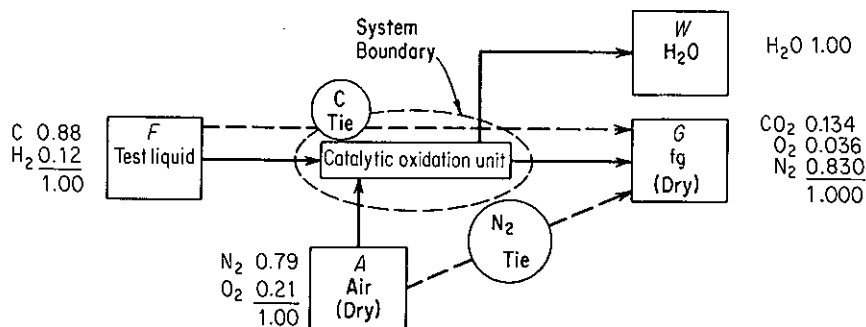 System
Boundary
W
H₂O
H₂O 1.00
C
Tie
C 0.88
H₂ 0.12
1.00
F
Test liquid
Catalytic oxidation unit
G
fg
(Dry)
CO₂ 0.134
O₂ 0.036
N₂ 0.830
1.000
N₂
Tie
N₂ 0.79
O₂ 0.21
1.00
A
Air
(Dry)